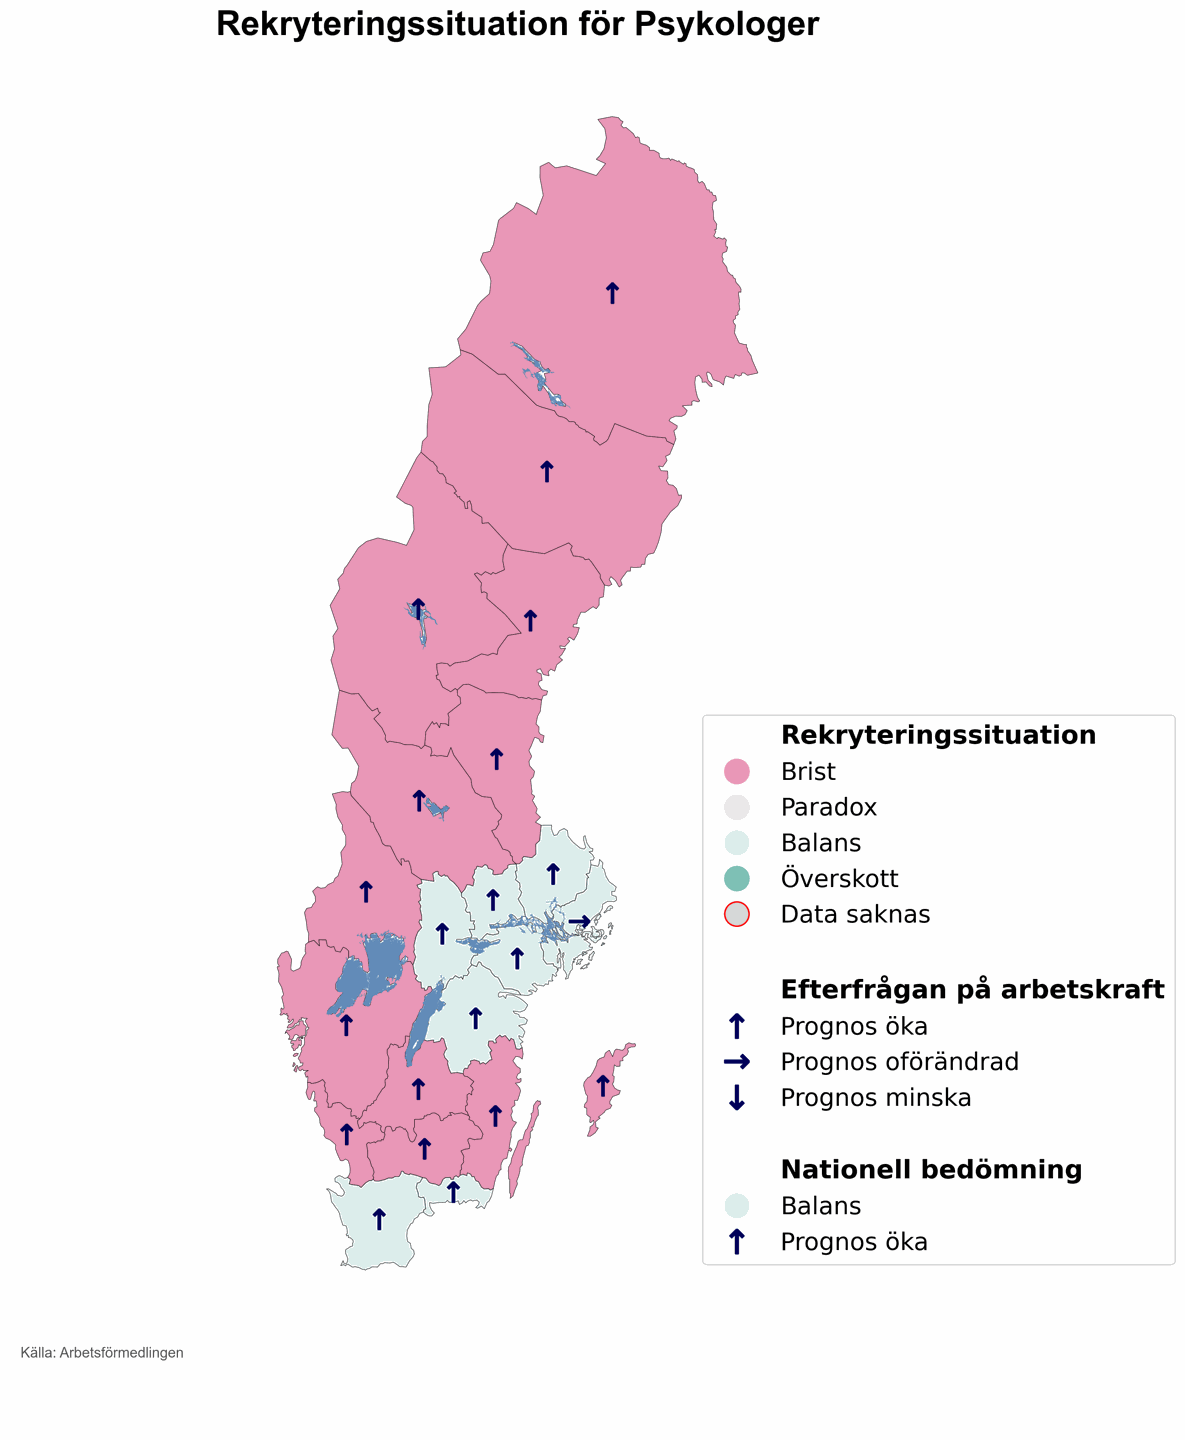 Rekryteringssituation för Psykologer
Rekryteringssituation
Brist
Paradox
Balans
Överskott
Data saknas
Efterfrågan på arbetskraft
Prognos öka
Prognos oförändrad
Prognos minska
Nationell bedömning
Balans
Prognos öka
Källa: Arbetsförmedlingen